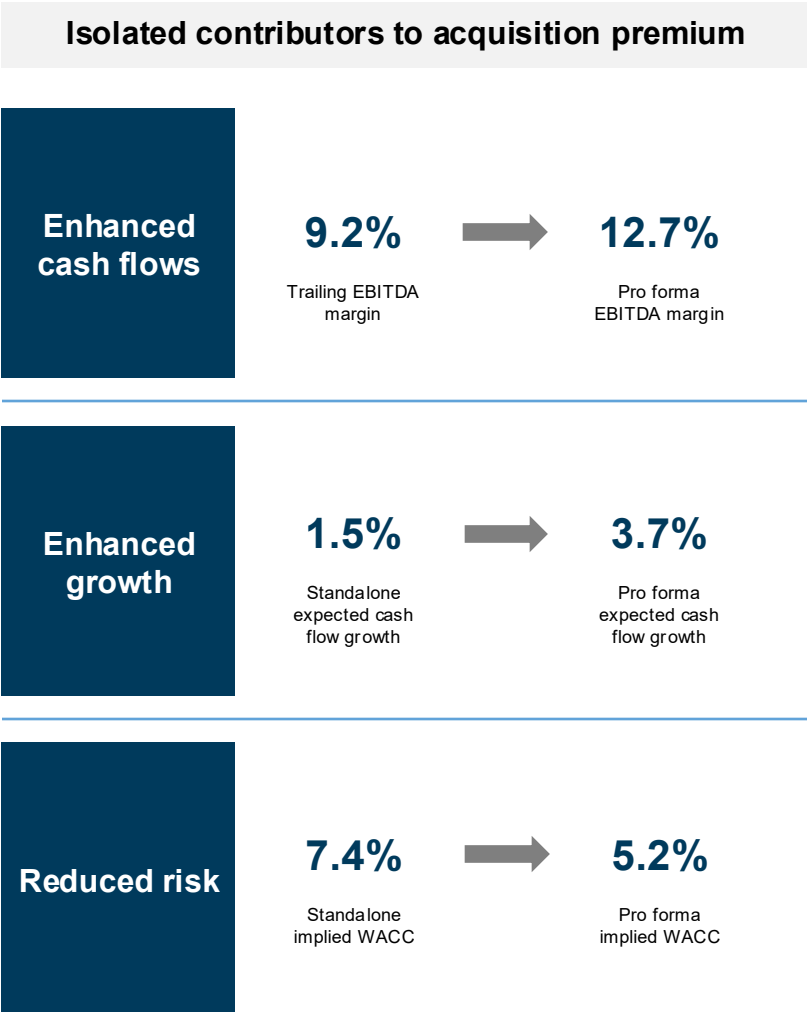 Isolated contributors to acquisition premium
Enhanced
cash flows
9.2%
12.7%
Trailing EBITDA
margin
Pro forma
EBITDA margin
Enhanced
growth
1.5%
3.7%
Standalone
expected cash
flow growth
Pro forma
expected cash
flow growth
Reduced risk
7.4%
5.2%
Standalone
implied WACC
Pro forma
implied WACC